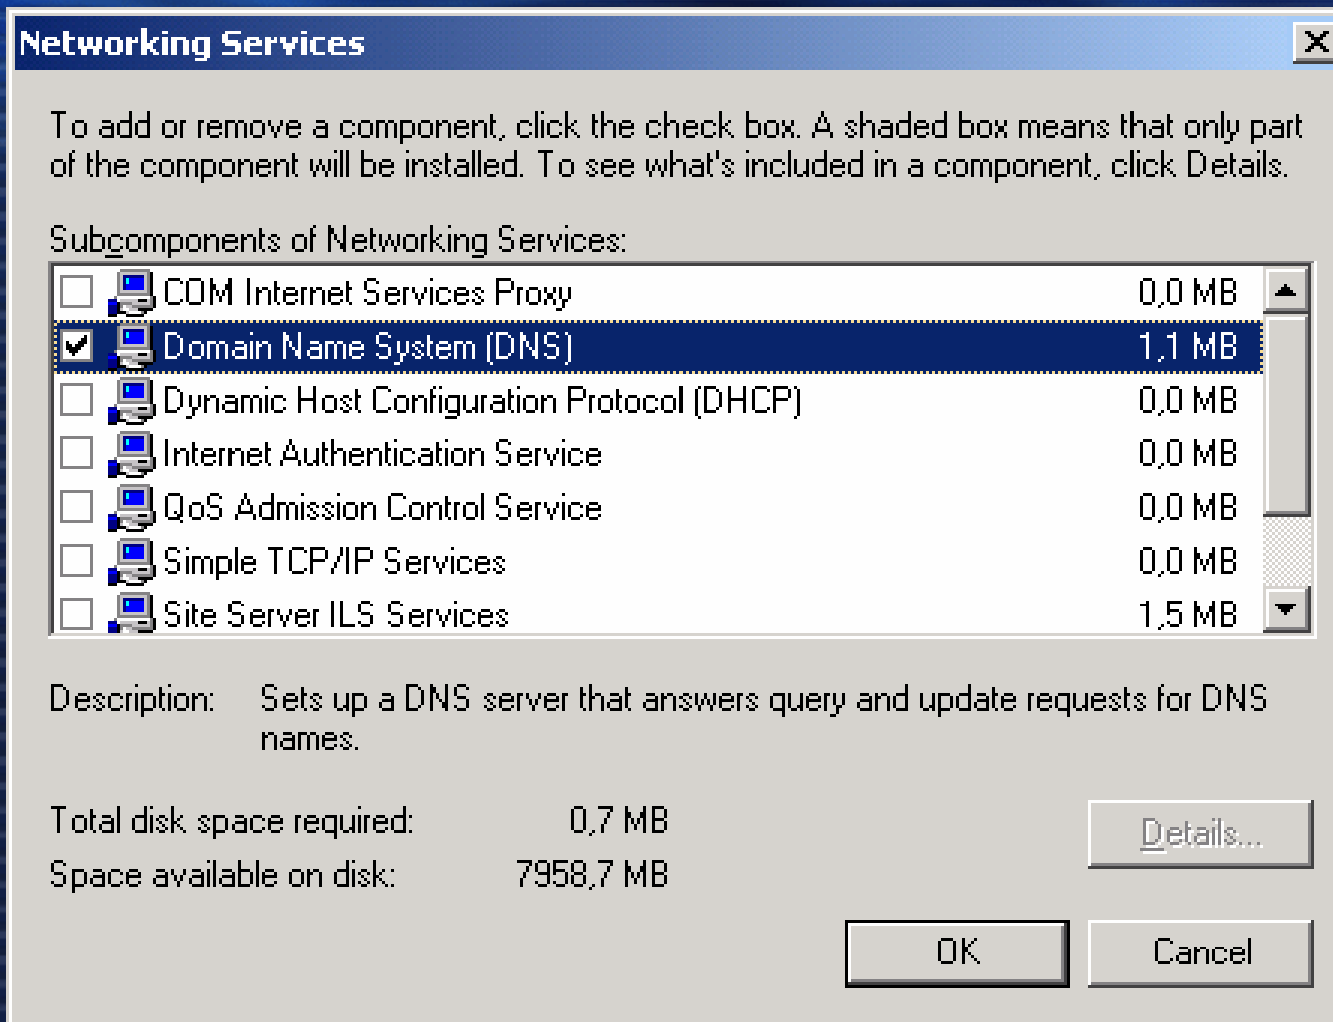 Networking Services
To add or remove a component, click the check box. A shaded box means that only part
of the component will be installed. To see what's included in a component, click Details.
Subcomponents of Networking Services:
COM Internet Services Proxy 0,0 MB
Domain Name System (DNS) 1,1 MB
Dynamic Host Configuration Protocol (DHCP) 0,0 MB
Internet Authentication Service 0,0 MB
QoS Admission Control Service 0,0 MB
Simple TCP/IP Services 0,0 MB
Site Server ILS Services 1,5 MB
Description: Sets up a DNS server that answers query and update requests for DNS
names.
Total disk space required: 0,7 MB
Details...
Space available on disk: 7958,7 MB
OK Cancel